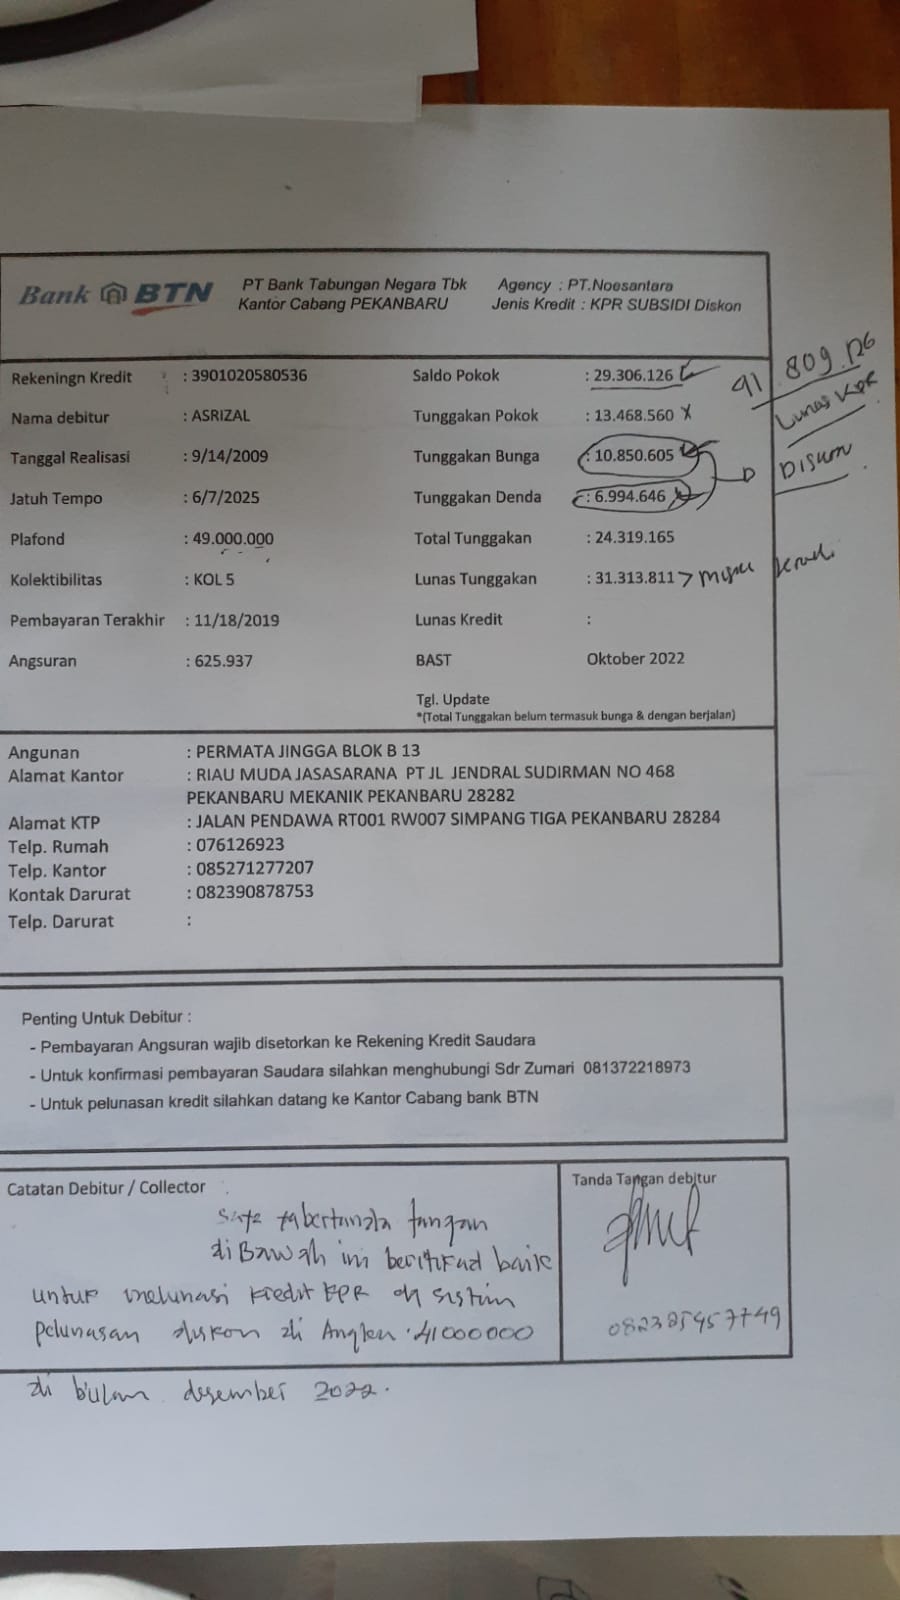 Bank BTN
PT Bank Tabungan Negara Tbk
Kantor Cabang PEKANBARU
Agency : PT.Noesantara
Jenis Kredit : KPR SUBSIDI Diskon
Rekeningn Kredit : 3901020580536
Nama debitur : ASRIZAL
Tanggal Realisasi : 9/14/2009
Jatuh Tempo : 6/7/2025
Plafond : 49.000.000
Kolektibilitas : KOL 5
Pembayaran Terakhir : 11/18/2019
Angsuran : 625.937
Saldo Pokok : 29.306.126
Tunggakan Pokok : 13.468.560 X
Tunggakan Bunga : 10.850.605
Tunggakan Denda : 6.994.646
Total Tunggakan : 24.319.165
Lunas Tunggakan : 31.313.811
Lunas Kredit :
BAST Oktober 2022
Tgl. Update
*(Total Tunggakan belum termasuk bunga & dengan berjalan)
809.126
Lunas KPR
Diskon
Angunan : PERMATA JINGGA BLOK B 13
Alamat Kantor : RIAU MUDA JASASARANA PT JL JENDRAL SUDIRMAN NO 468
PEKANBARU MEKANIK PEKANBARU 28282
Alamat KTP : JALAN PENDAWA RT001 RW007 SIMPANG TIGA PEKANBARU 28284
Telp. Rumah : 076126923
Telp. Kantor : 085271277207
Kontak Darurat : 082390878753
Telp. Darurat :
Penting Untuk Debitur :
- Pembayaran Angsuran wajib disetorkan ke Rekening Kredit Saudara
- Untuk konfirmasi pembayaran Saudara silahkan menghubungi Sdr Zumari 081372218973
- Untuk pelunasan kredit silahkan datang ke Kantor Cabang bank BTN
Catatan Debitur / Collector
tangan
di Bawah ini beritikad baik
untuk melunasi kredit KPR
pelunasan diskon di 41000000
di bulan desember 2022.
Tanda Tangan debitur